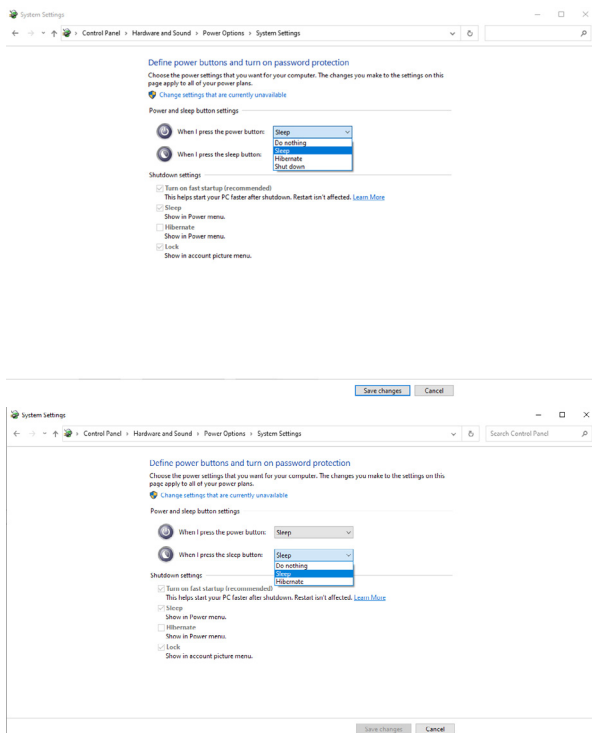 System Settings
Control Panel › Hardware and Sound › Power Options › System Settings
Define power buttons and turn on password protection
Choose the power settings that you want for your computer. The changes you make to the settings on this
page apply to all of your power plans.
Change settings that are currently unavailable
Power and sleep button settings
When I press the power button: Sleep
Do nothing
Sleep
Hibernate
Shut down
When I press the sleep button:
Shutdown settings
Turn on fast startup (recommended)
This helps start your PC faster after shutdown. Restart isn't affected. Learn More
Sleep
Show in Power menu.
Hibernate
Show in Power menu.
Lock
Show in account picture menu.
Save changes Cancel
System Settings
Control Panel › Hardware and Sound › Power Options › System Settings Search Control Panel
Define power buttons and turn on password protection
Choose the power settings that you want for your computer. The changes you make to the settings on this
page apply to all of your power plans.
Change settings that are currently unavailable
Power and sleep button settings
When I press the power button: Sleep
When I press the sleep button: Sleep
Do nothing
Sleep
Hibernate
Shutdown settings
Turn on fast startup (recommended)
This helps start your PC faster after shutdown. Restart isn't affected. Learn More
Sleep
Show in Power menu.
Hibernate
Show in Power menu.
Lock
Show in account picture menu.
Save changes Cancel